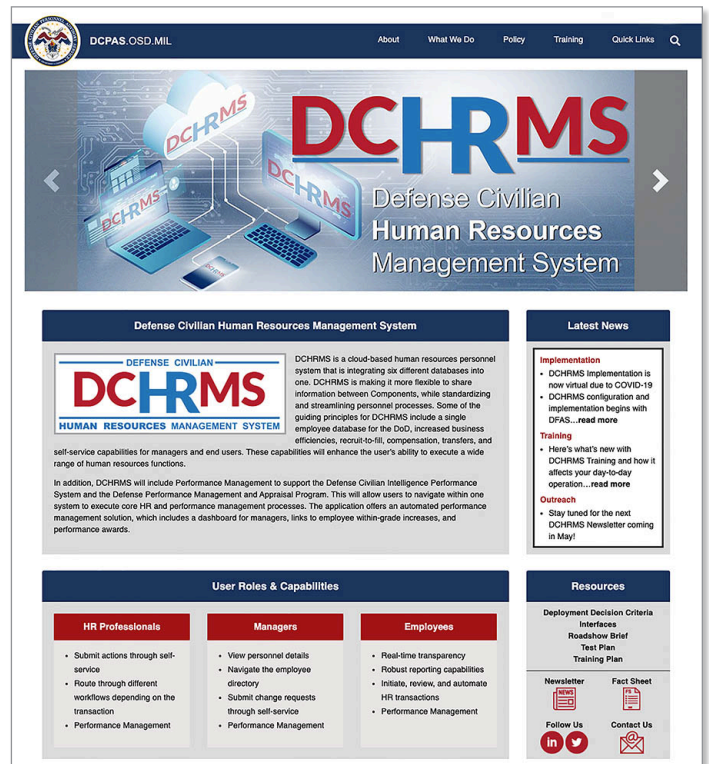 DCPAS.OSD.MIL
About What We Do Policy Training Quick Links
DCHRMS
DCHRMS
DCHRMS
DCHRMS
Defense Civilian
Human Resources
Management System
Defense Civilian Human Resources Management System
DEFENSE CIVILIAN
DCHRMS
HUMAN RESOURCES MANAGEMENT SYSTEM
DCHRMS is a cloud-based human resources personnel
system that is integrating six different databases into
one. DCHRMS is making it more flexible to share
information between Components, while standardizing
and streamlining personnel processes. Some of the
guiding principles for DCHRMS include a single
employee database for the DoD, increased business
efficiencies, recruit-to-fill, compensation, transfers, and
self-service capabilities for managers and end users. These capabilities will enhance the user's ability to execute a wide
range of human resources functions.
In addition, DCHRMS will include Performance Management to support the Defense Civilian Intelligence Performance
System and the Defense Performance Management and Appraisal Program. This will allow users to navigate within one
system to execute core HR and performance management processes. The application offers an automated performance
management solution, which includes a dashboard for managers, links to employee within-grade increases, and
performance awards.
Latest News
Implementation
• DCHRMS Implementation is
now virtual due to COVID-19
• DCHRMS configuration and
implementation begins with
DFAS...read more
Training
• Here's what's new with
DCHRMS Training and how it
affects your day-to-day
operation...read more
Outreach
• Stay tuned for the next
DCHRMS Newsletter coming
in May!
User Roles & Capabilities
HR Professionals
• Submit actions through self-
service
• Route through different
workflows depending on the
transaction
• Performance Management
Managers
• View personnel details
• Navigate the employee
directory
• Submit change requests
through self-service
• Performance Management
Employees
• Real-time transparency
• Robust reporting capabilities
• Initiate, review, and automate
HR transactions
• Performance Management
Resources
Deployment Decision Criteria
Interfaces
Roadshow Brief
Test Plan
Training Plan
Newsletter Fact Sheet
NEWS FS
Follow Us Contact Us
in